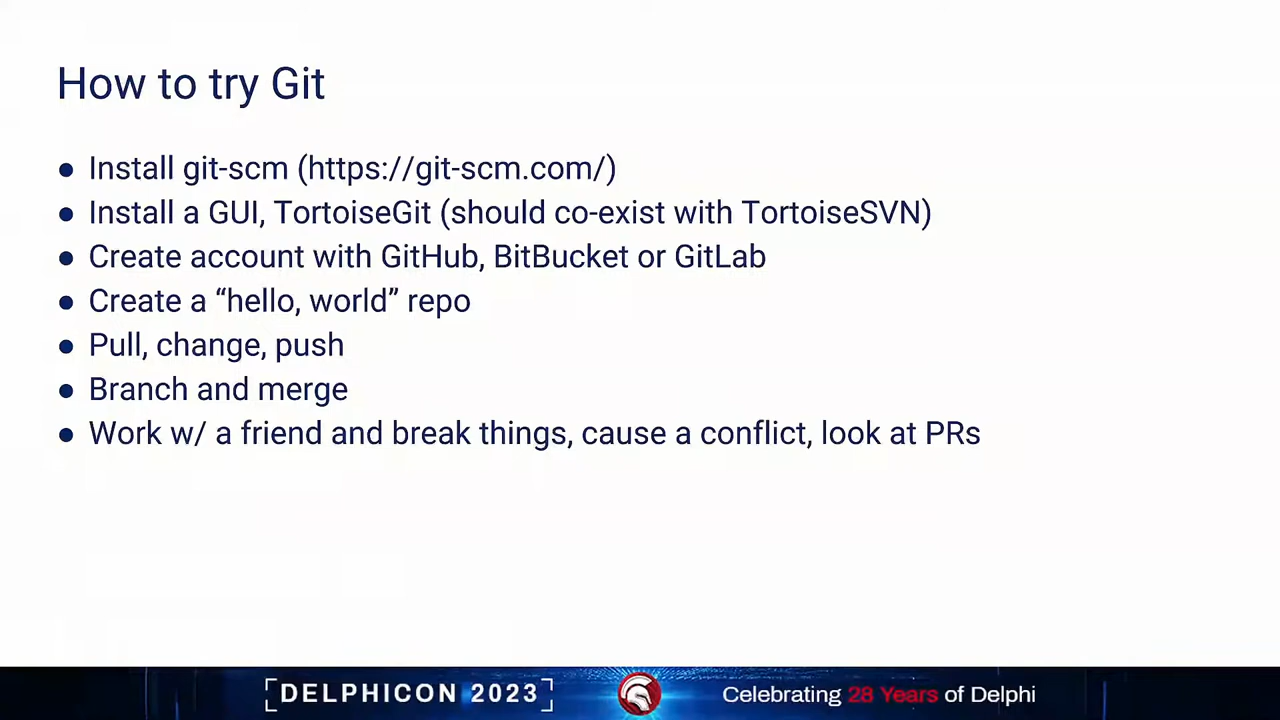 How to try Git
● Install git-scm (https://git-scm.com/)
● Install a GUI, TortoiseGit (should co-exist with TortoiseSVN)
● Create account with GitHub, BitBucket or GitLab
● Create a “hello, world” repo
● Pull, change, push
● Branch and merge
● Work w/ a friend and break things, cause a conflict, look at PRs
[DELPHICON 2023]
Celebrating 28 Years of Delphi